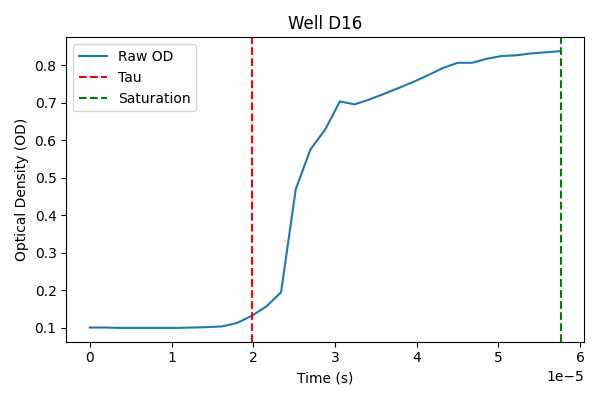 Well D16
Raw OD
Tau
Saturation
Optical Density (OD)
0.8
0.7
0.6
0.5
0.4
0.3
0.2
0.1
0 1 2 3 4 5 6
1e−5
Time (s)